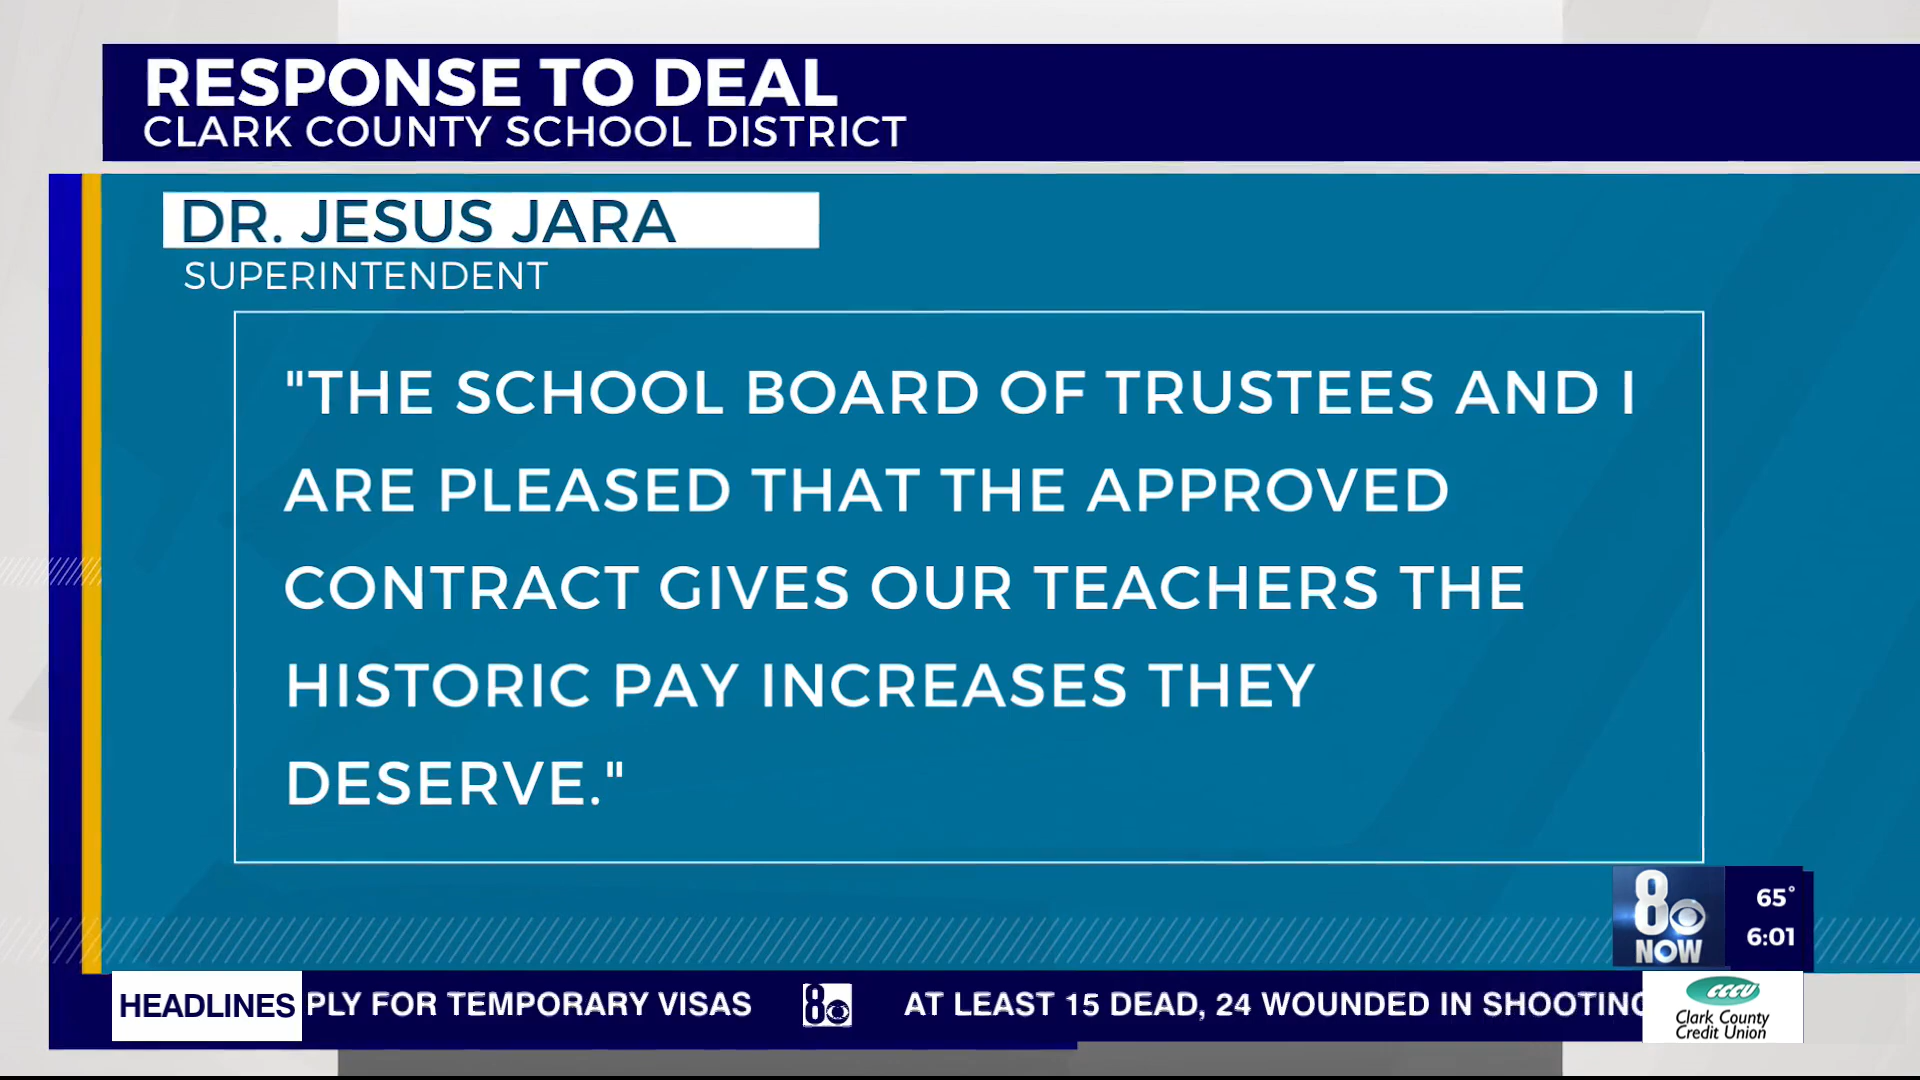 RESPONSE TO DEAL
CLARK COUNTY SCHOOL DISTRICT
DR. JESUS JARA
SUPERINTENDENT
"THE SCHOOL BOARD OF TRUSTEES AND I
ARE PLEASED THAT THE APPROVED
CONTRACT GIVES OUR TEACHERS THE
HISTORIC PAY INCREASES THEY
DESERVE."
8
NOW
65°
6:01
HEADLINES PLY FOR TEMPORARY VISAS 8 AT LEAST 15 DEAD, 24 WOUNDED IN SHOOTING
CCCU
Clark County
Credit Union